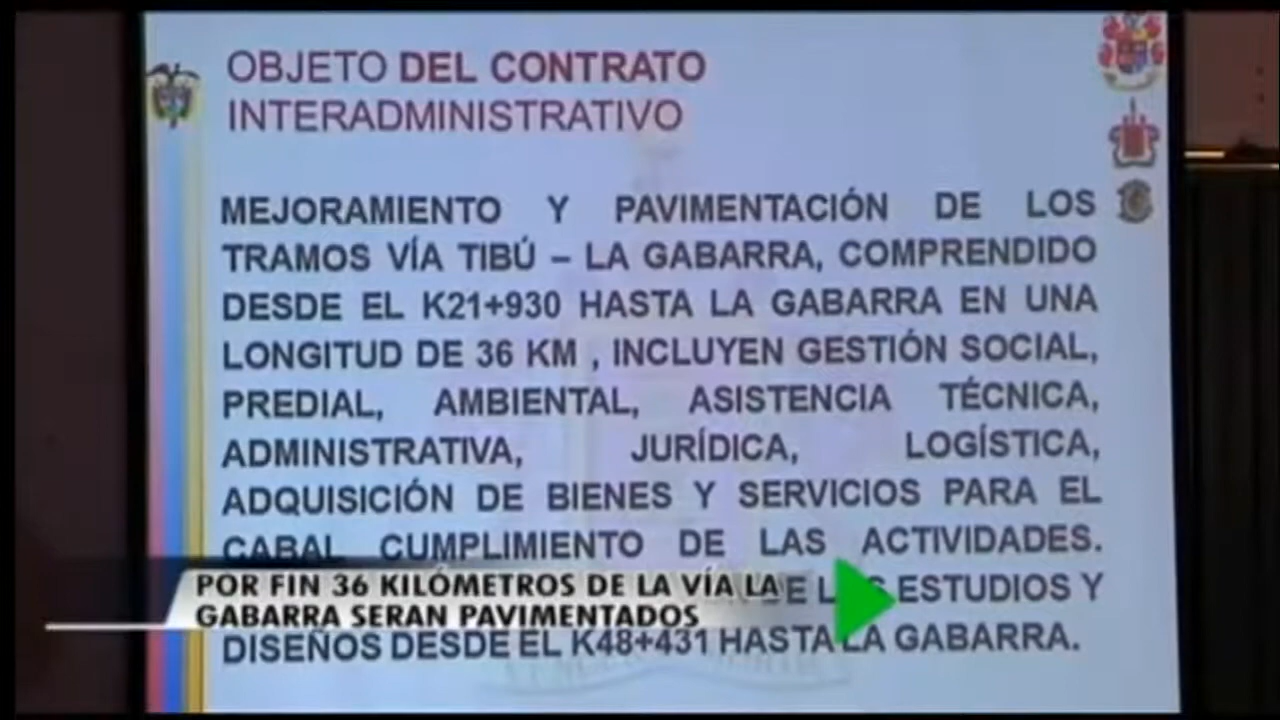 OBJETO DEL CONTRATO
INTERADMINISTRATIVO
MEJORAMIENTO Y PAVIMENTACIÓN DE LOS
TRAMOS VÍA TIBÚ – LA GABARRA, COMPRENDIDO
DESDE EL K21+930 HASTA LA GABARRA EN UNA
LONGITUD DE 36 KM , INCLUYEN GESTIÓN SOCIAL,
PREDIAL, AMBIENTAL, ASISTENCIA TÉCNICA,
ADMINISTRATIVA, JURÍDICA, LOGÍSTICA,
ADQUISICIÓN DE BIENES Y SERVICIOS PARA EL
CABAL CUMPLIMIENTO DE LAS ACTIVIDADES.
ESTUDIOS Y
DISEÑOS DESDE EL K48+431 HASTA LA GABARRA.
POR FIN 36 KILÓMETROS DE LA VÍA LA
GABARRA SERAN PAVIMENTADOS